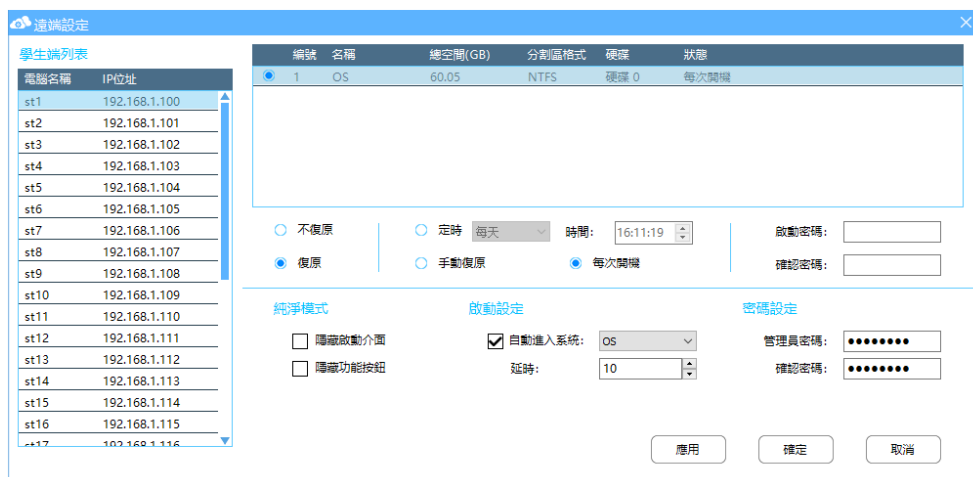 遠端設定
學生端列表
電腦名稱 IP位址
st1 192.168.1.100
st2 192.168.1.101
st3 192.168.1.102
st4 192.168.1.103
st5 192.168.1.104
st6 192.168.1.105
st7 192.168.1.106
st8 192.168.1.107
st9 192.168.1.108
st10 192.168.1.109
st11 192.168.1.110
st12 192.168.1.111
st13 192.168.1.112
st14 192.168.1.113
st15 192.168.1.114
st16 192.168.1.115
st17 192.168.1.116
編號 名稱 總空間(GB) 分割區格式 硬碟 狀態
1 OS 60.05 NTFS 硬碟 0 每次開機
不復原 定時 每天 時間: 16:11:19 啟動密碼:
復原 手動復原 每次開機 確認密碼:
純淨模式 啟動設定 密碼設定
隱藏啟動介面 自動進入系統: OS 管理員密碼: ●●●●●●●●
隱藏功能按鈕 延時: 10 確認密碼: ●●●●●●●●
應用 確定 取消